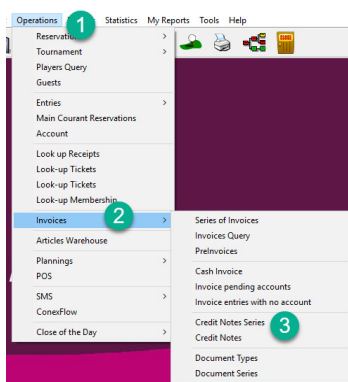 Operations Statistics My Reports Tools Help
1
Reservati
Tournament
Players Query
Guests
Entries
Main Courant Reservations
Account
Look up Receipts
Look-up Tickets
Look-up Tickets
Look-up Membership
Invoices
2
Articles Warehouse
Plannings
POS
SMS
ConexFlow
Close of the Day
Series of Invoices
Invoices Query
PreInvoices
Cash Invoice
Invoice pending accounts
Invoice entries with no account
Credit Notes Series
3
Credit Notes
Document Types
Document Series